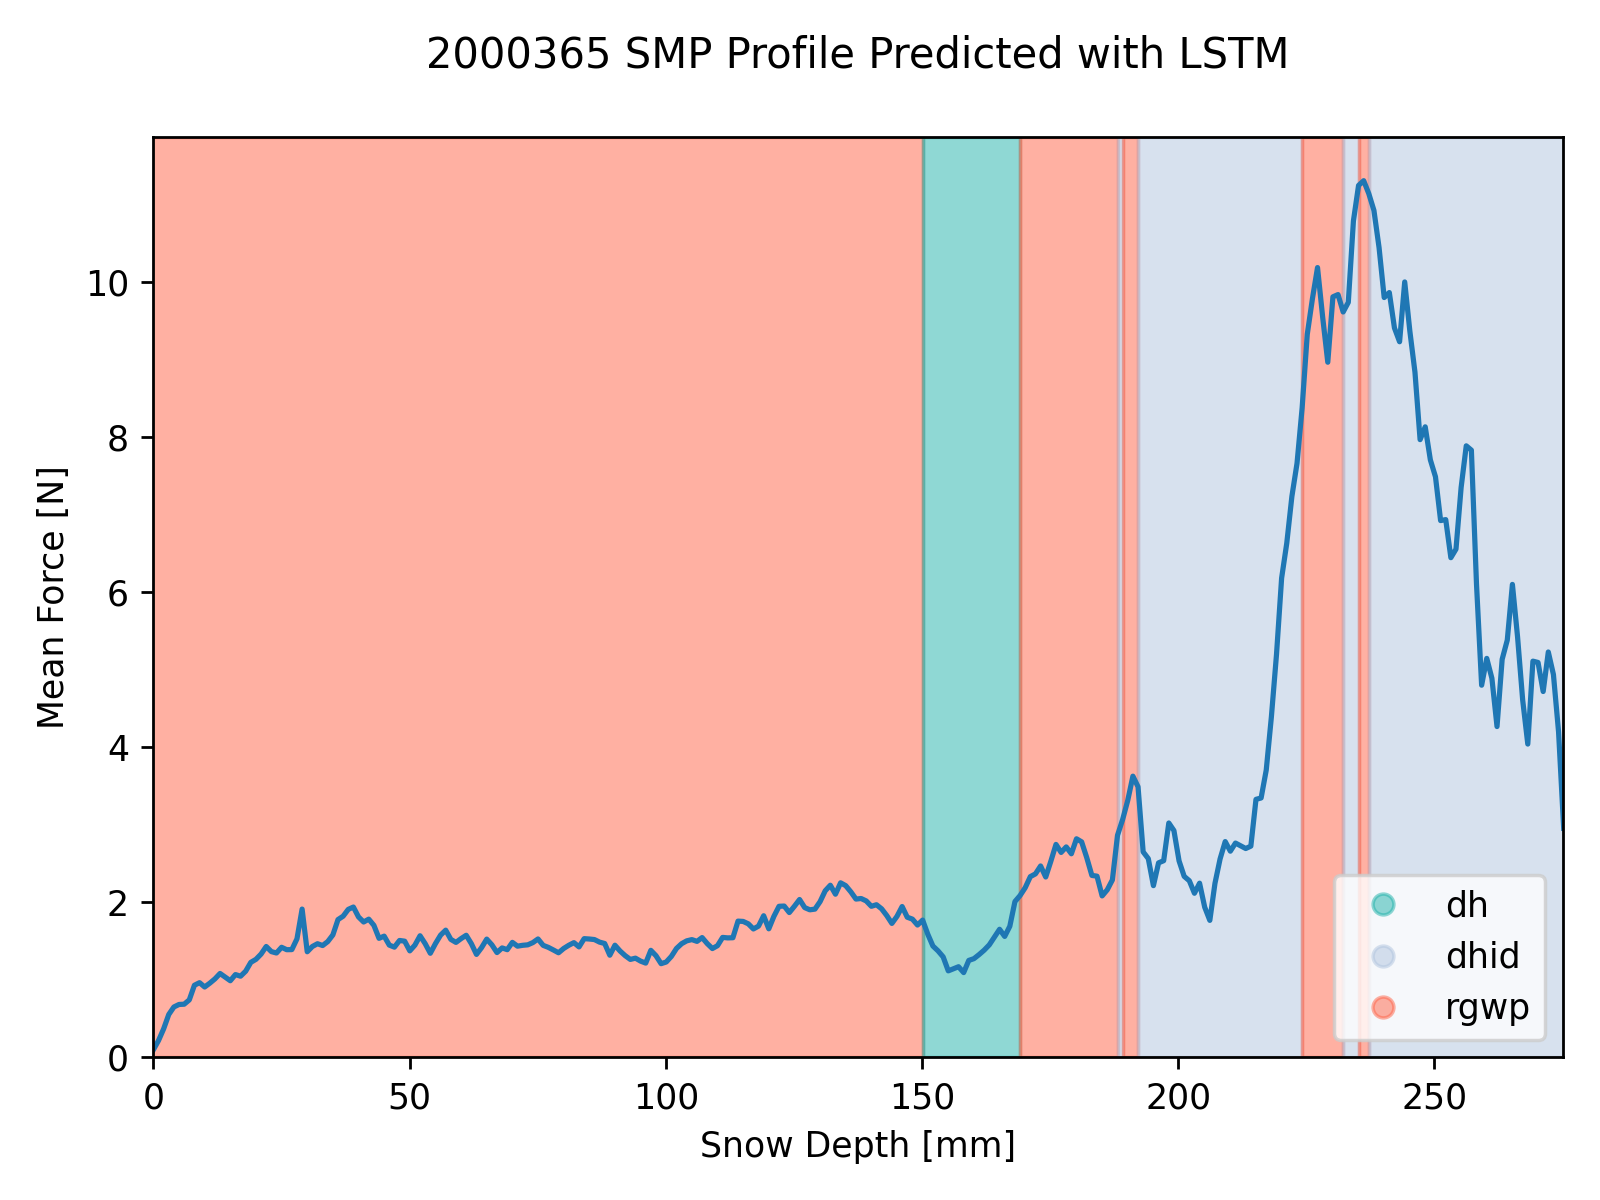 2000365 SMP Profile Predicted with LSTM
Mean Force [N]
10
8
6
4
2
0
dh
dhid
rgwp
0 50 100 150 200 250
Snow Depth [mm]